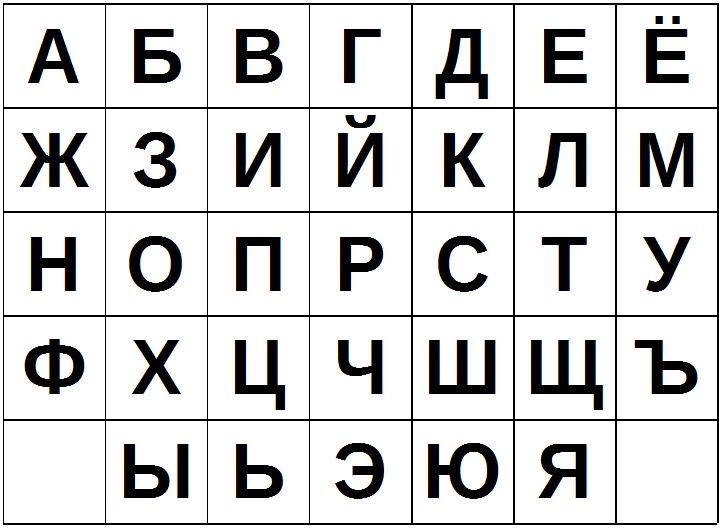 А Б В Г Д Е Ё
Ж З И Й К Л М
Н О П Р С Т У
Ф Х Ц Ч Ш Щ Ъ
Ы Ь Э Ю Я